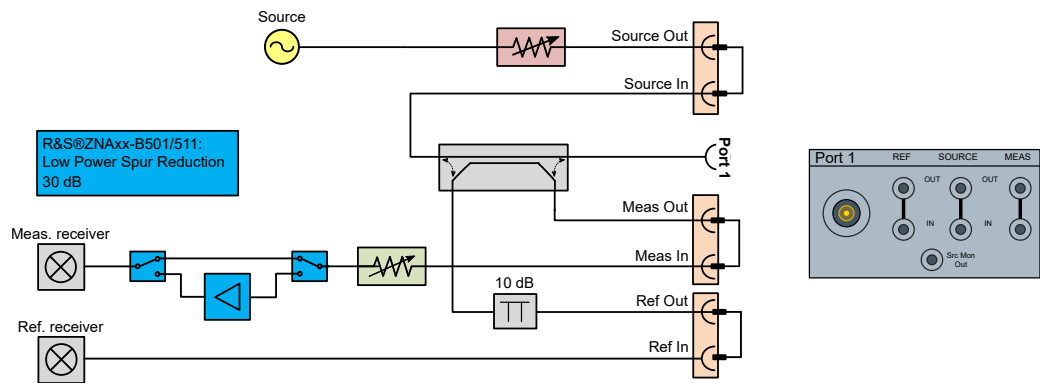 Source
Source Out
Source In
R&S®ZNAxx-B501/511:
Low Power Spur Reduction
30 dB
Port 1
Meas Out
Meas. receiver
Meas In
10 dB
Ref Out
Ref. receiver
Ref In
Port 1 REF SOURCE MEAS
OUT OUT
IN IN
Src Mon
Out